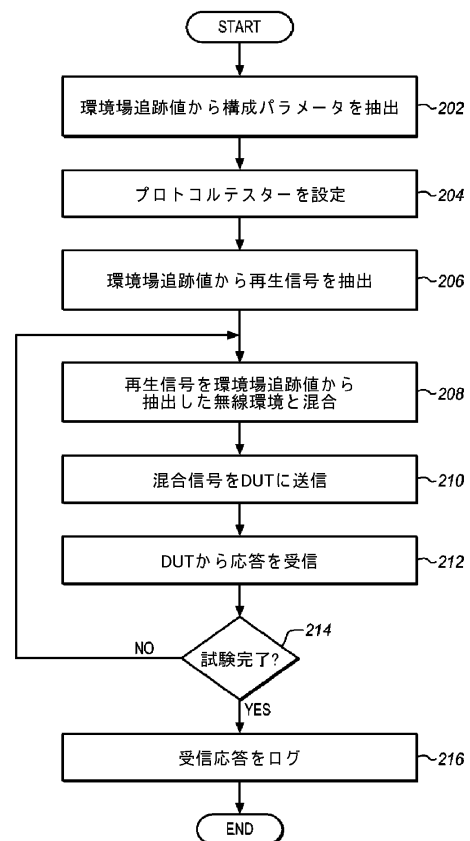 START
環境場追跡値から構成パラメータを抽出
202
プロトコルテスターを設定
204
環境場追跡値から再生信号を抽出
206
再生信号を環境場追跡値から
抽出した無線環境と混合
208
混合信号をDUTに送信
210
DUTから応答を受信
212
214
試験完了?
NO
YES
受信応答をログ
216
END